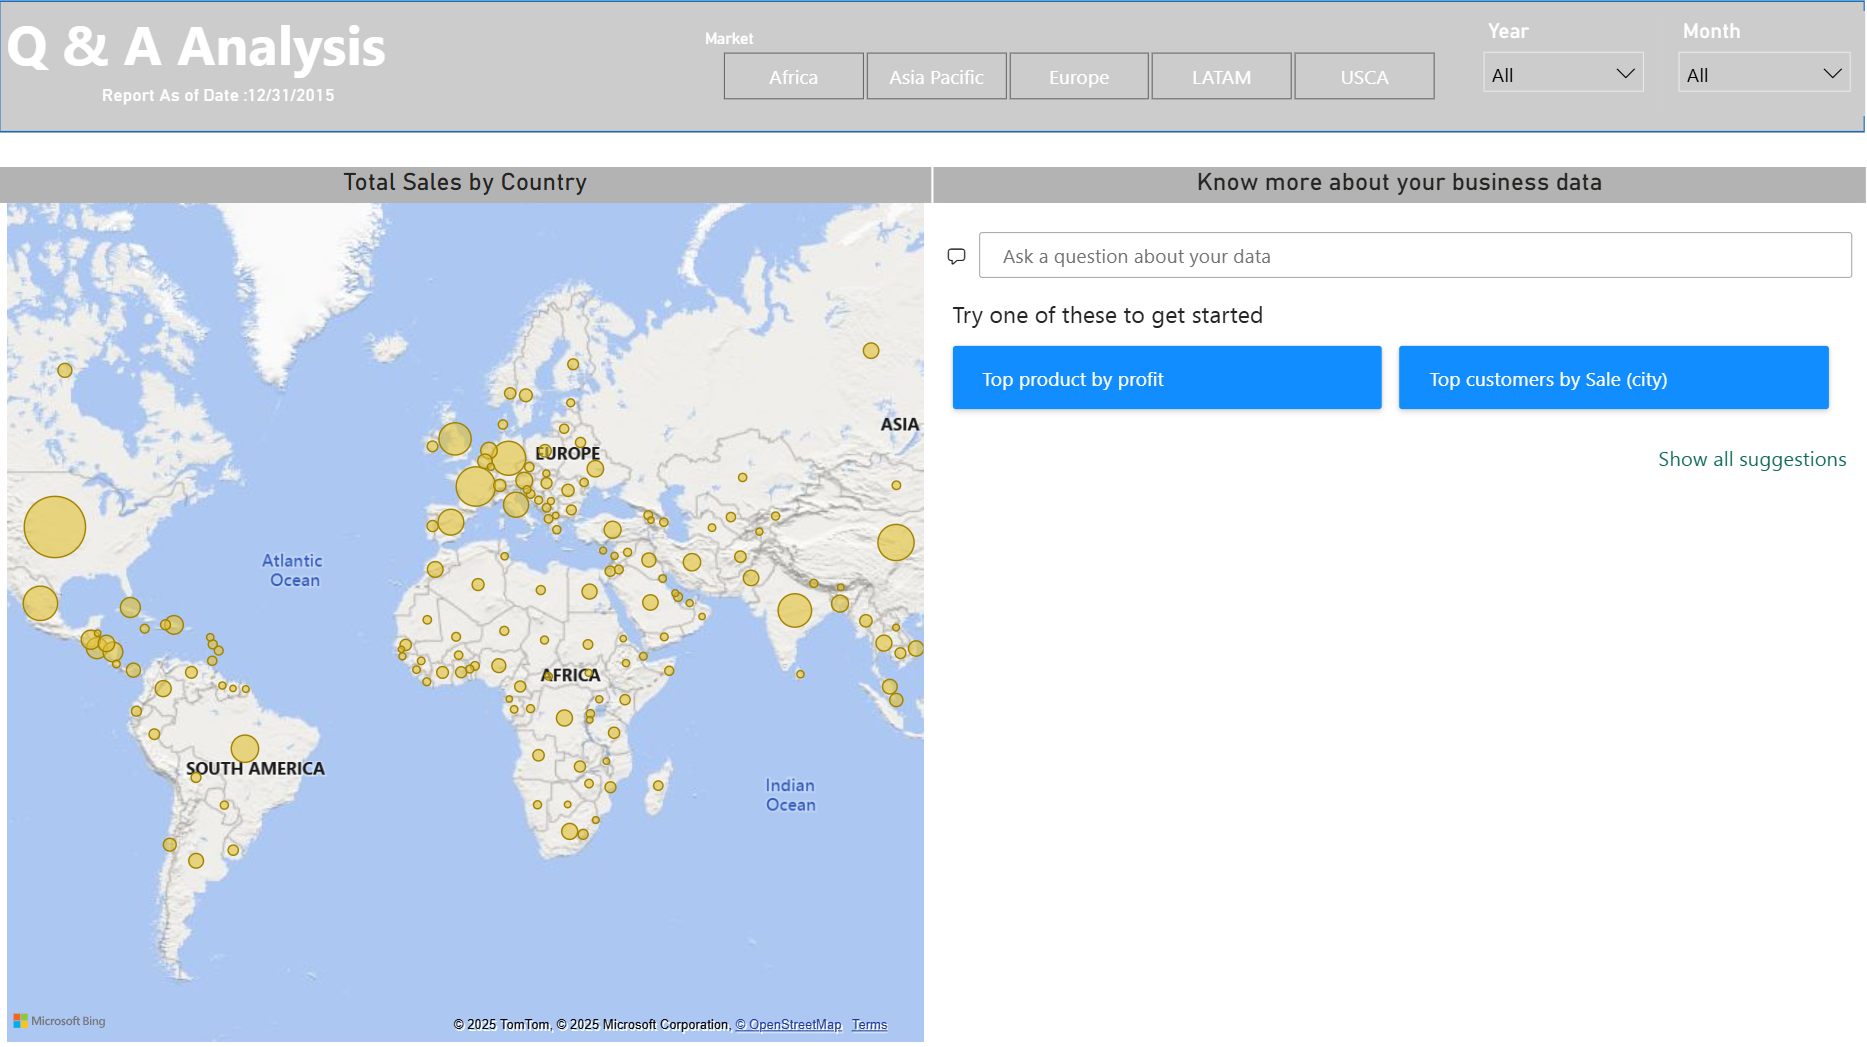 Q & A Analysis
Report As of Date :12/31/2015
Market
Africa
Asia Pacific
Europe
LATAM
USCA
Year
All
Month
All
Total Sales by Country
Know more about your business data
Ask a question about your data
Try one of these to get started
Top product by profit
Top customers by Sale (city)
Show all suggestions
ASIA
EUROPE
Atlantic
Ocean
AFRICA
SOUTH AMERICA
Indian
Ocean
Microsoft Bing
© 2025 TomTom, © 2025 Microsoft Corporation, © OpenStreetMap Terms